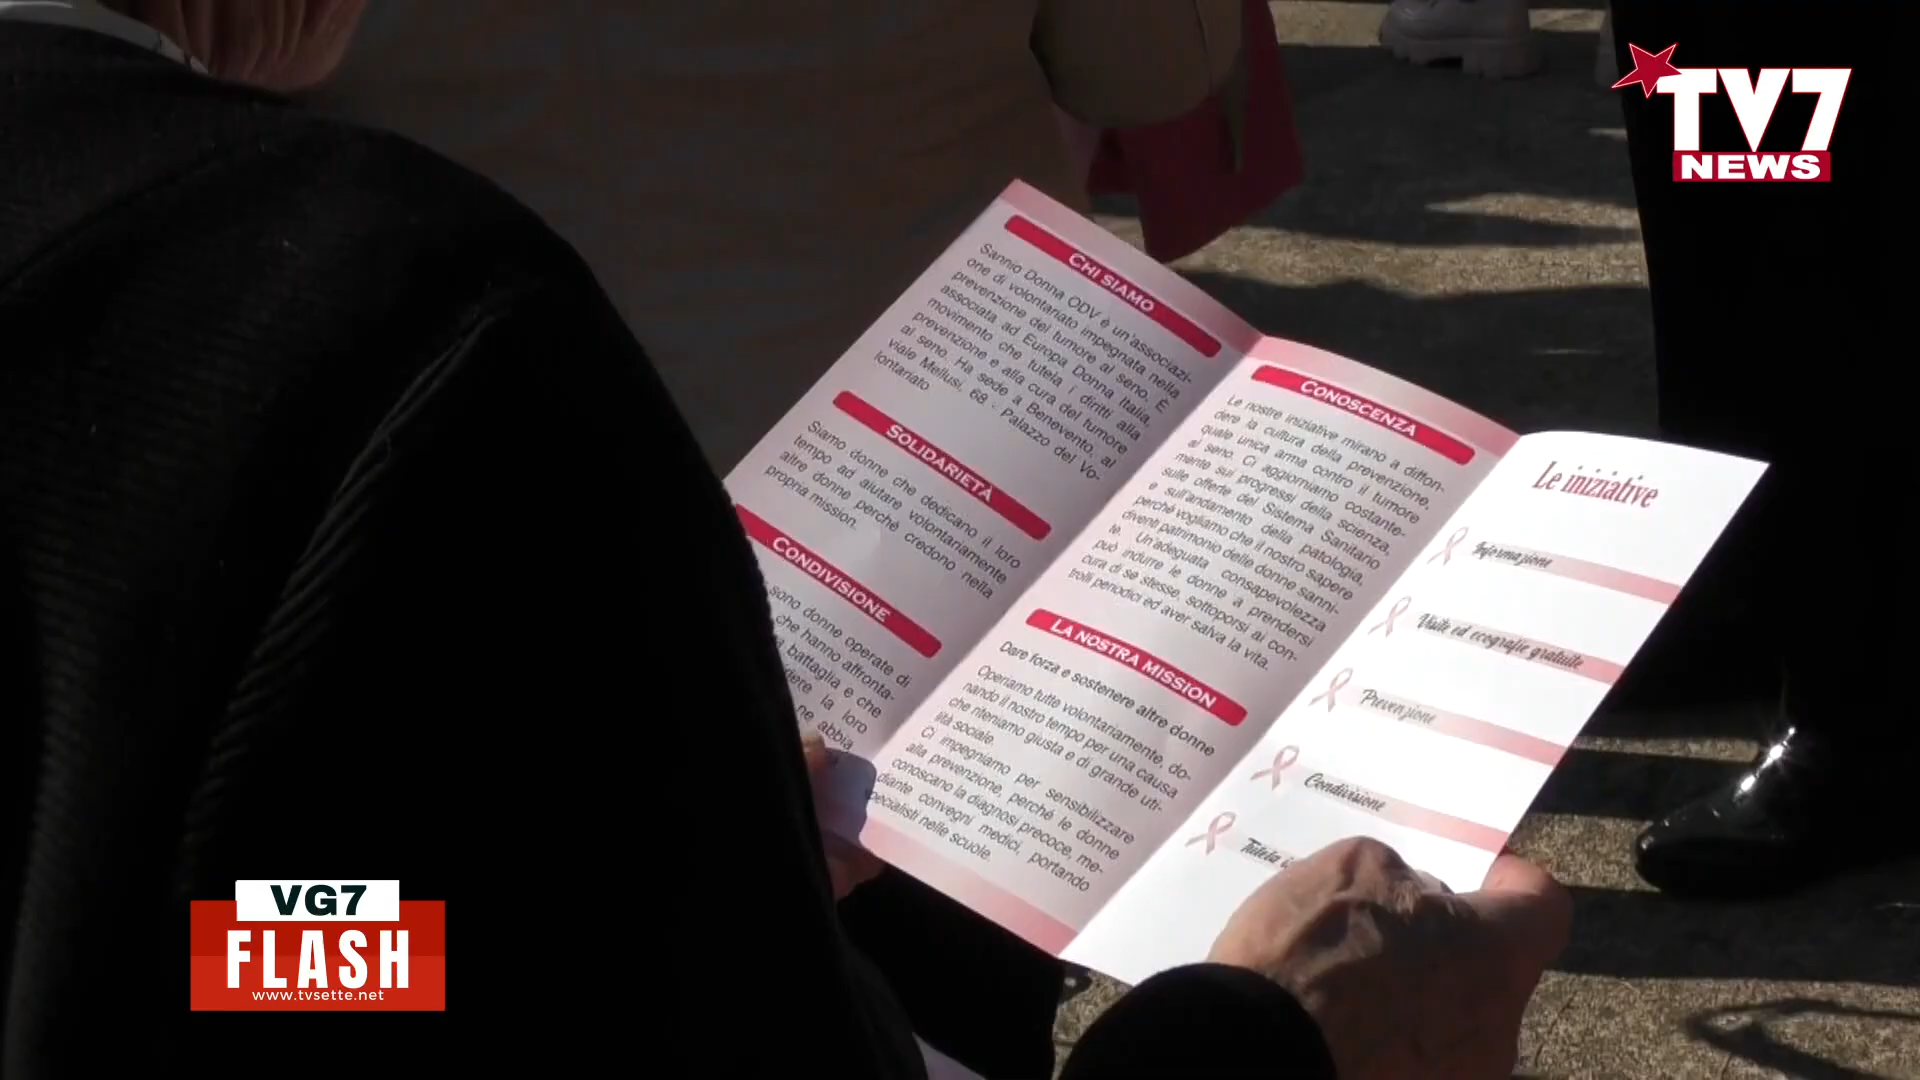 TV7
NEWS
CHI SIAMO
Sannio Donna ODV è un'associazi-
one di volontariato impegnata nella
prevenzione del tumore al seno. È
associata ad Europa Donna Italia,
movimento che tutela i diritti alla
prevenzione e alla cura del tumore
al seno. Ha sede a Benevento, al
viale Mellusi, 68 - Palazzo del Vo-
lontariato.
SOLIDARIETÀ
Siamo donne che dedicano il loro
tempo ad aiutare volontariamente
altre donne perché credono nella
propria mission.
CONDIVISIONE
sono donne operate di
che hanno affronta-
battaglia e che
loro
ne abbia
CONOSCENZA
Le nostre iniziative mirano a diffon-
dere la cultura della prevenzione,
quale unica arma contro il tumore
al seno. Ci aggiorniamo costante-
mente sui progressi della scienza,
sulle offerte del Sistema Sanitario
e sull'andamento della patologia,
perché vogliamo che il nostro sapere
diventi patrimonio delle donne sanni-
te. Un'adeguata consapevolezza
può indurre le donne a prendersi
cura di se stesse, sottoporsi ai con-
trolli periodici ed aver salva la vita.
LA NOSTRA MISSION
Dare forza e sostenere altre donne
Operiamo tutte volontariamente, do-
nando il nostro tempo per una causa
che riteniamo giusta e di grande uti-
lità sociale.
Ci impegniamo per sensibilizzare
alla prevenzione, perché le donne
conoscano la diagnosi precoce, me-
diante convegni medici, portando
specialisti nelle scuole.
Le iniziative
Informazione
Visite ed ecografie gratuite
Prevenzione
Condivisione
Tutela
VG7
FLASH
www.tvsette.net